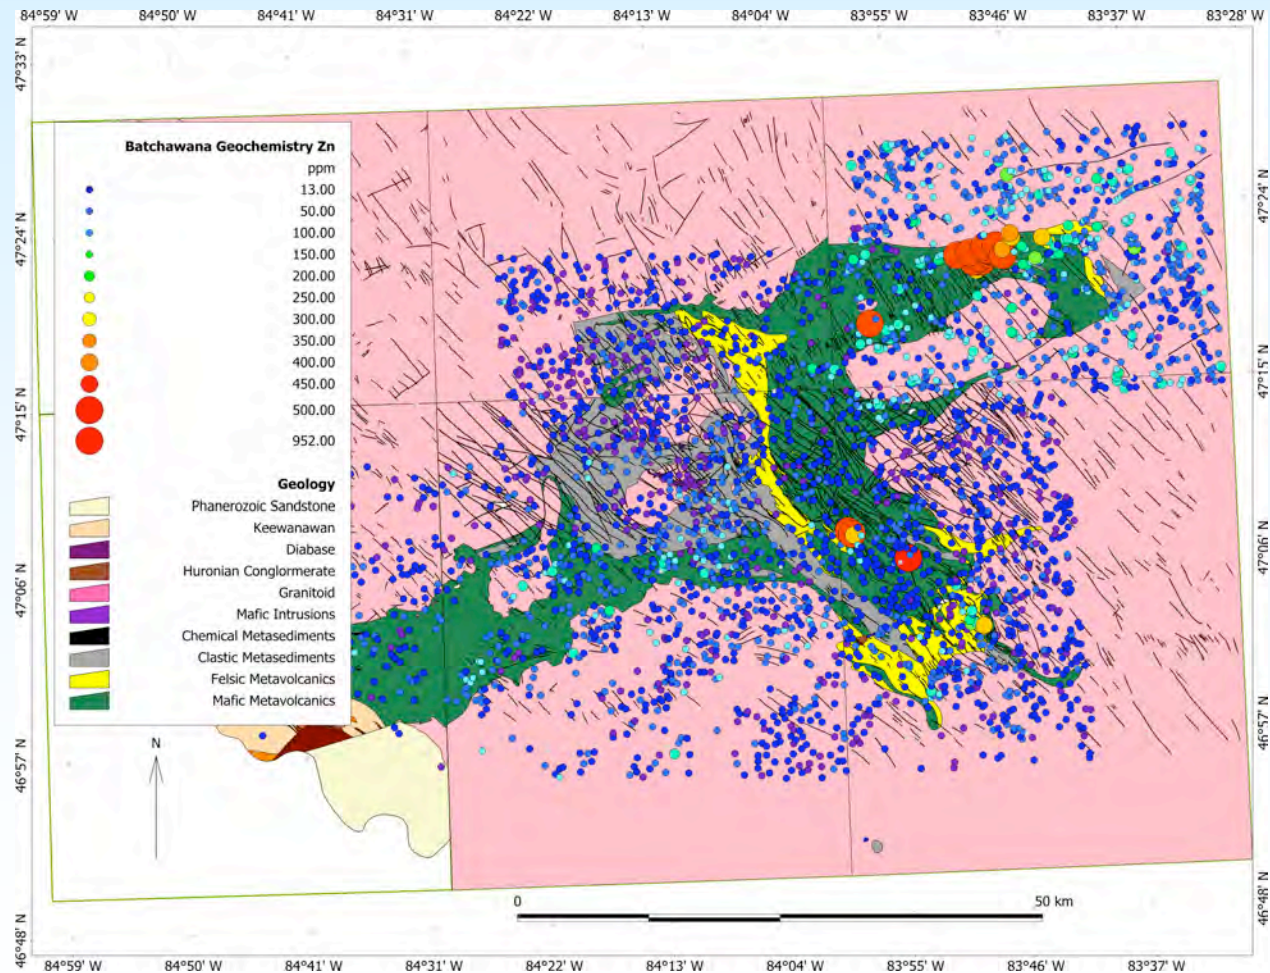 84°59' W 84°50' W 84°41' W 84°31' W 84°22' W 84°13' W 84°04' W 83°55' W 83°46' W 83°37' W 83°28' W
47°33' N
47°24' N
47°15' N
47°06' N
46°57' N
46°48' N
Batchawana Geochemistry Zn
ppm
13.00
50.00
100.00
150.00
200.00
250.00
300.00
350.00
400.00
450.00
500.00
952.00
Geology
Phanerozoic Sandstone
Keewanawan
Diabase
Huronian Conglormerate
Granitoid
Mafic Intrusions
Chemical Metasediments
Clastic Metasediments
Felsic Metavolcanics
Mafic Metavolcanics
N
0 50 km
47°24' N
47°15' N
47°06' N
46°57' N
46°48' N
84°59' W 84°50' W 84°41' W 84°31' W 84°22' W 84°13' W 84°04' W 83°55' W 83°46' W 83°37' W